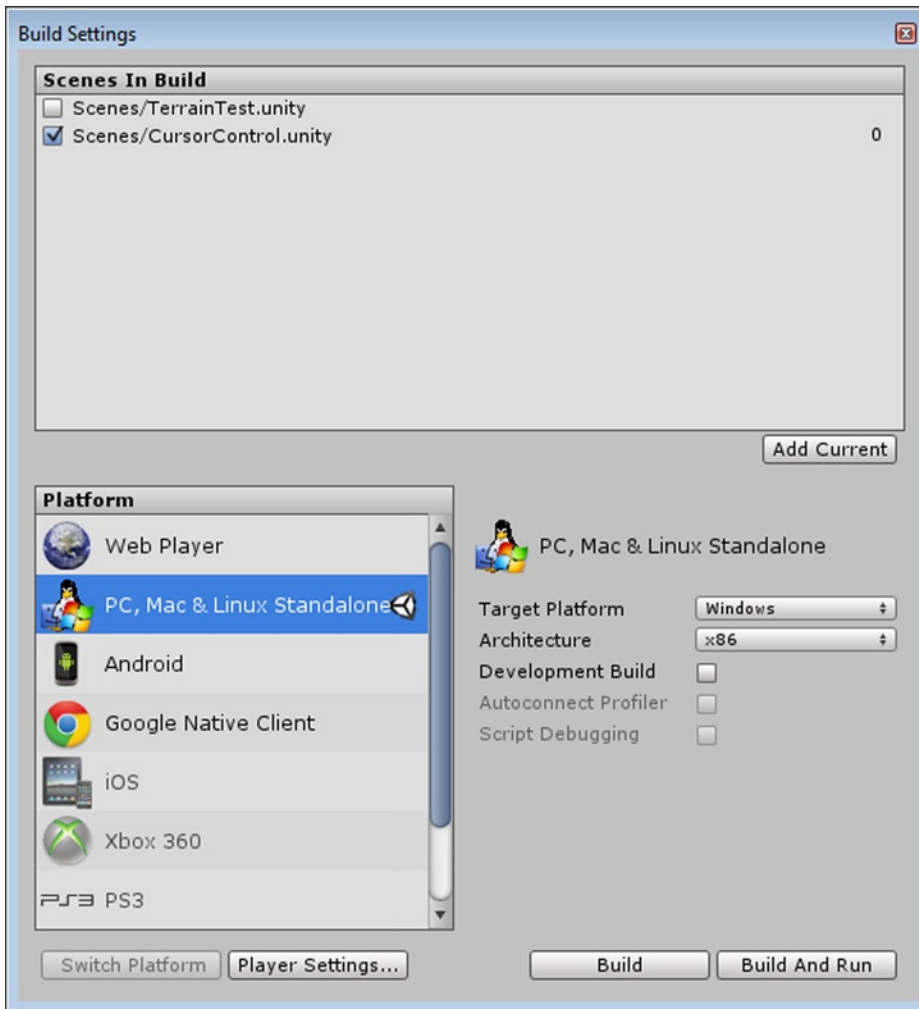 Build Settings
Scenes In Build
Scenes/TerrainTest.unity
Scenes/CursorControl.unity 0
Add Current
Platform
Web Player
PC, Mac & Linux Standalone
Android
Google Native Client
iOS
Xbox 360
PS3 PS3
PC, Mac & Linux Standalone
Target Platform Windows
Architecture x86
Development Build
Autoconnect Profiler
Script Debugging
Switch Platform Player Settings... Build Build And Run